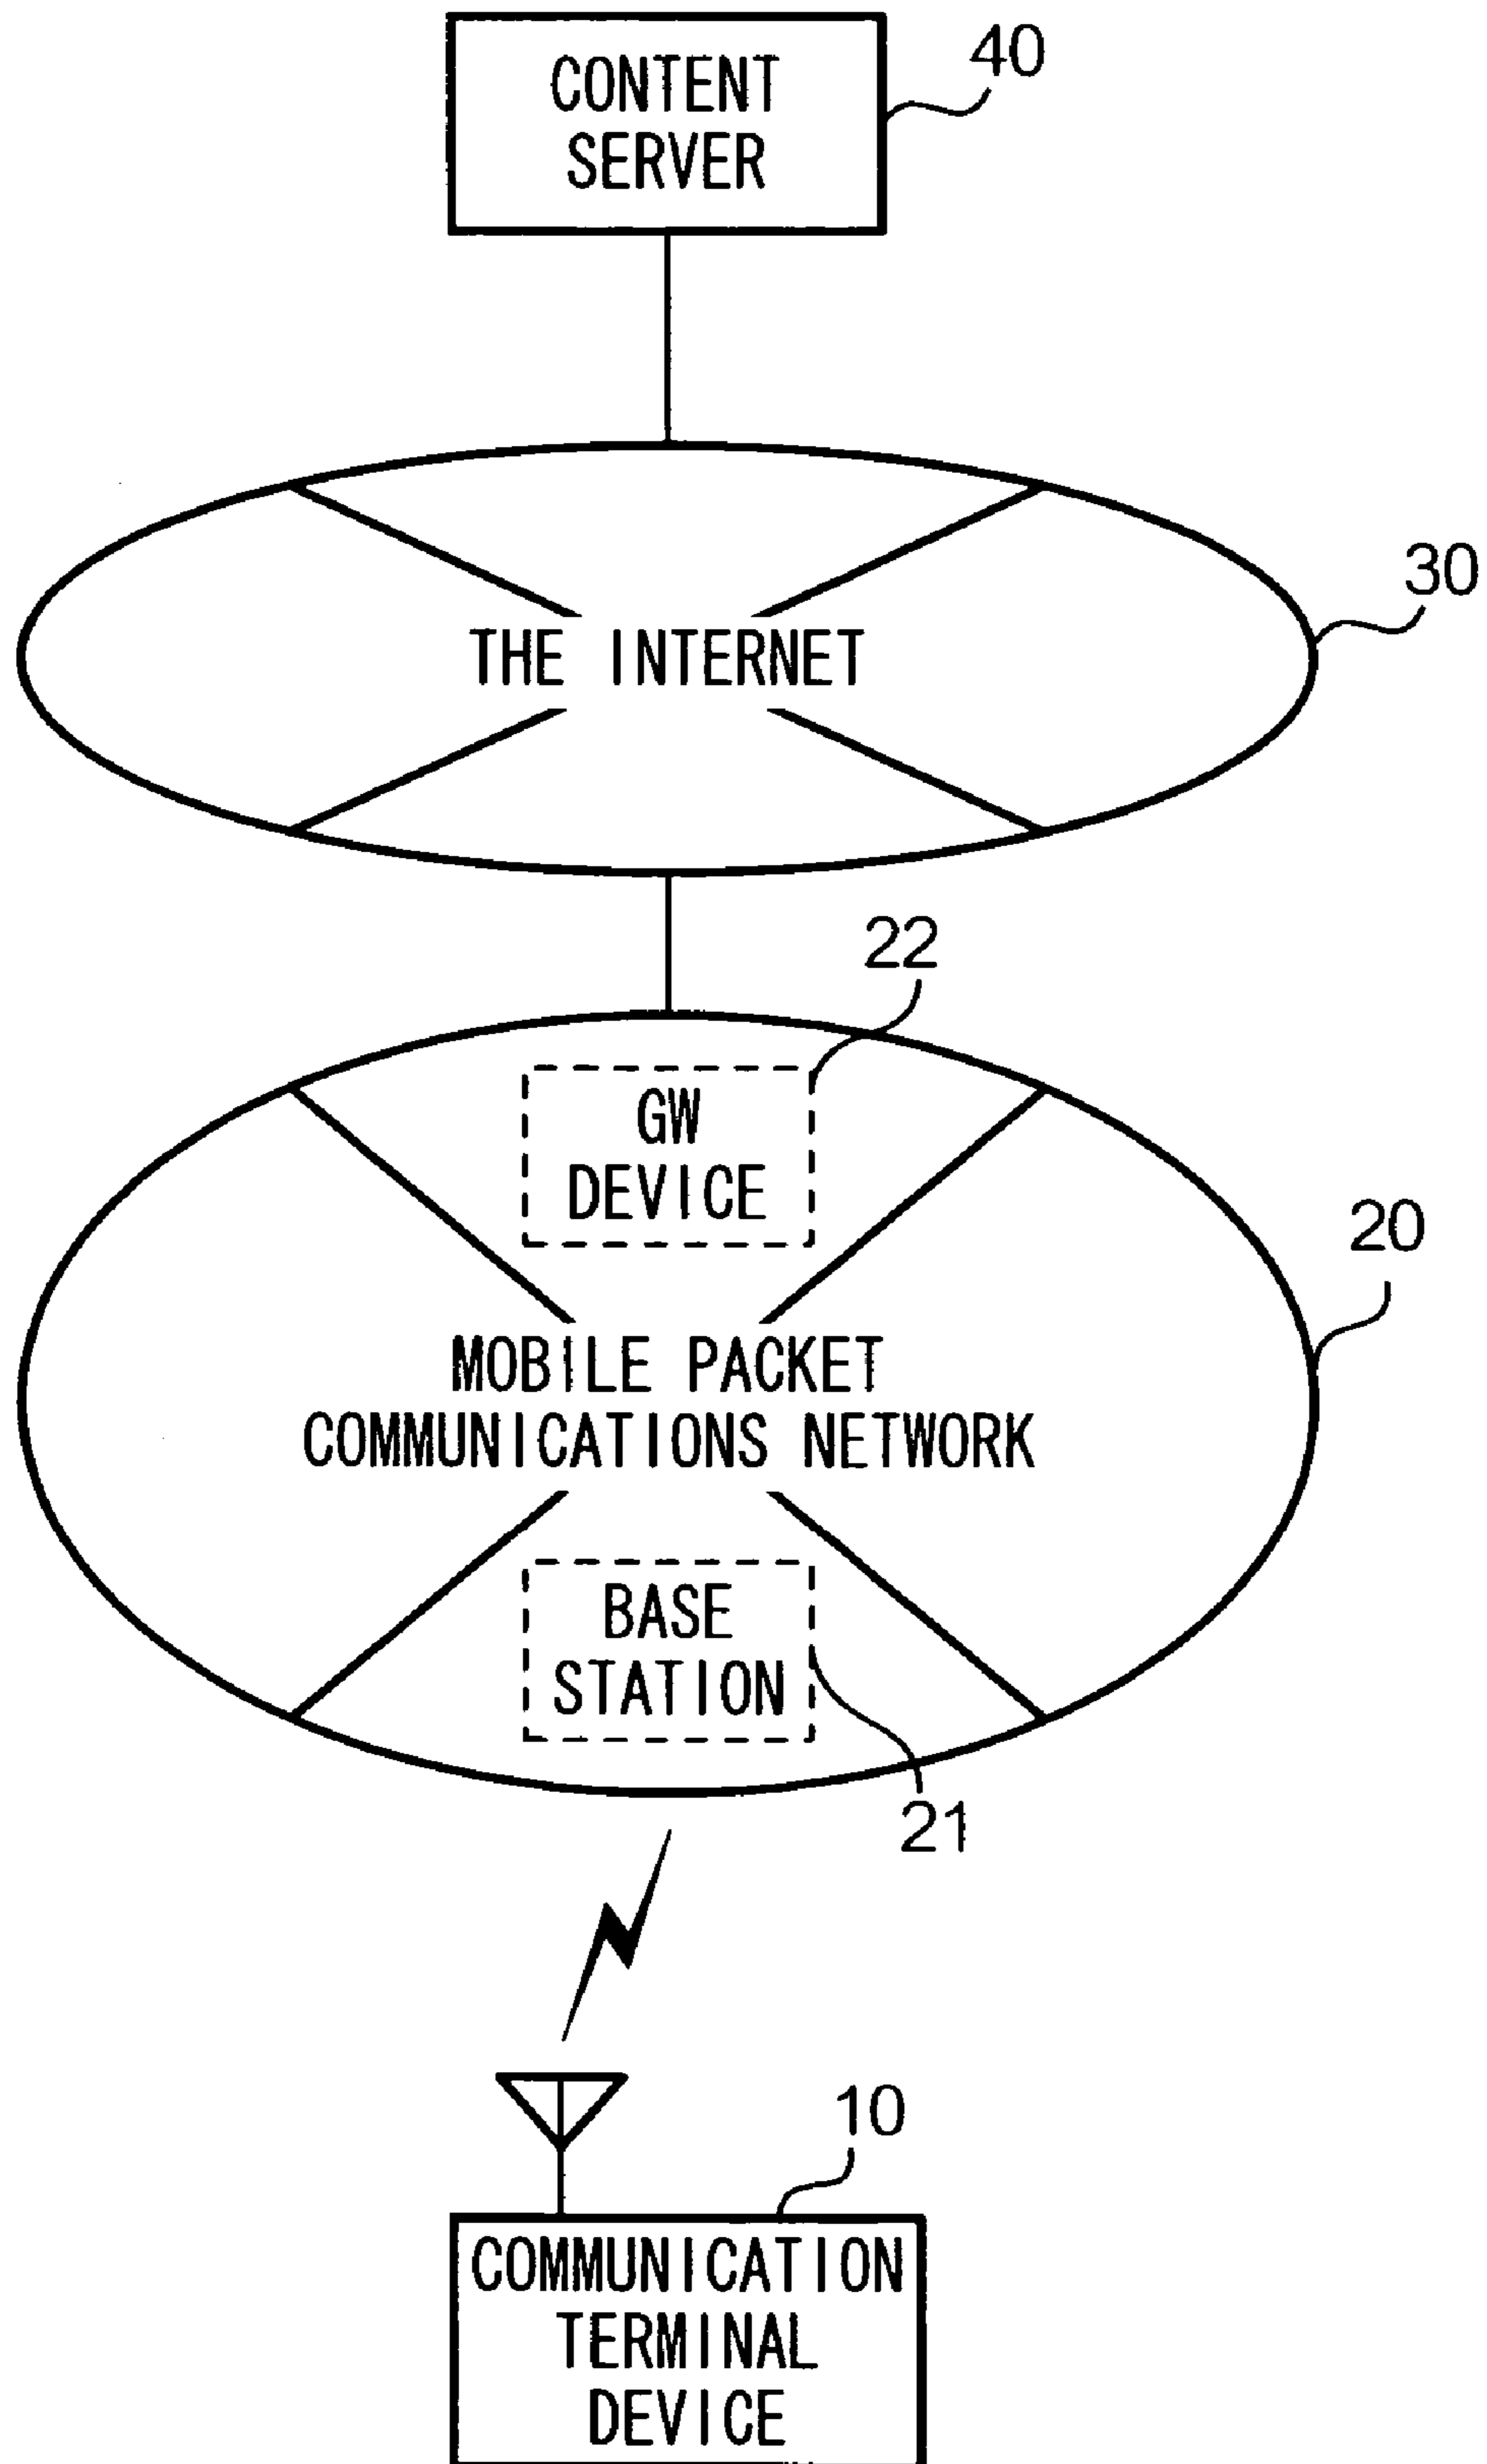 CONTENT
SERVER
40
THE INTERNET
30
22
GW
DEVICE
20
MOBILE PACKET
COMMUNICATIONS NETWORK
BASE
STATION
21
10
COMMUNICATION
TERMINAL
DEVICE